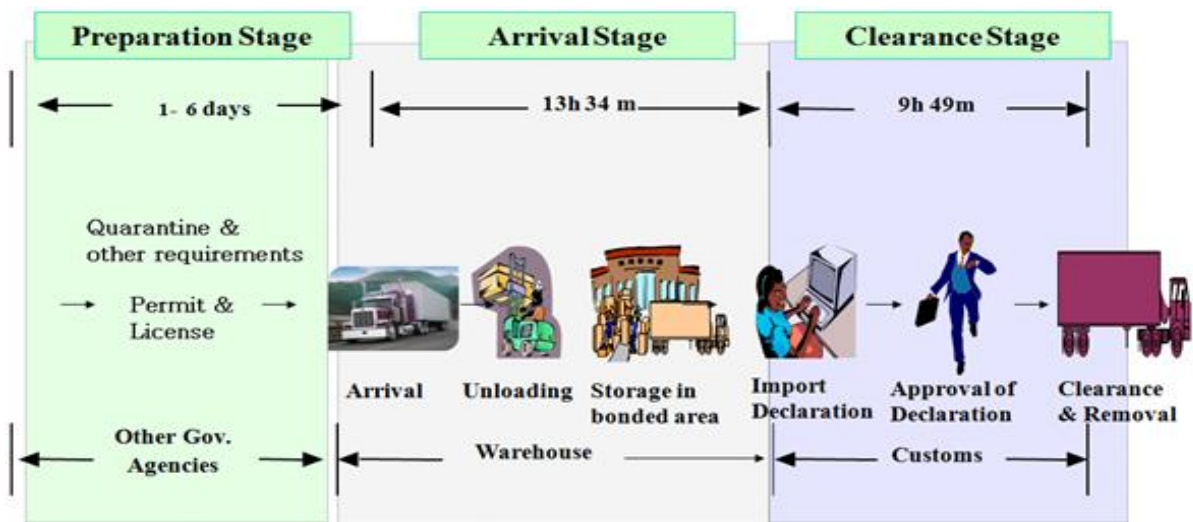 Preparation Stage
Arrival Stage
Clearance Stage
1- 6 days
13h 34 m
9h 49m
Quarantine &
other requirements
Permit &
License
Arrival
Unloading
Storage in
bonded area
Import
Declaration
Approval of
Declaration
Clearance
& Removal
Other Gov.
Agencies
Warehouse
Customs